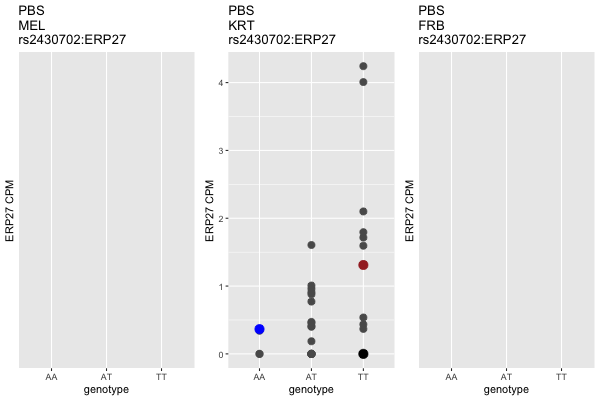 PBS
MEL
rs2430702:ERP27
ERP27 CPM
AA AT TT
genotype
PBS
KRT
rs2430702:ERP27
ERP27 CPM
4
3
2
1
0
AA AT TT
genotype
PBS
FRB
rs2430702:ERP27
ERP27 CPM
AA AT TT
genotype